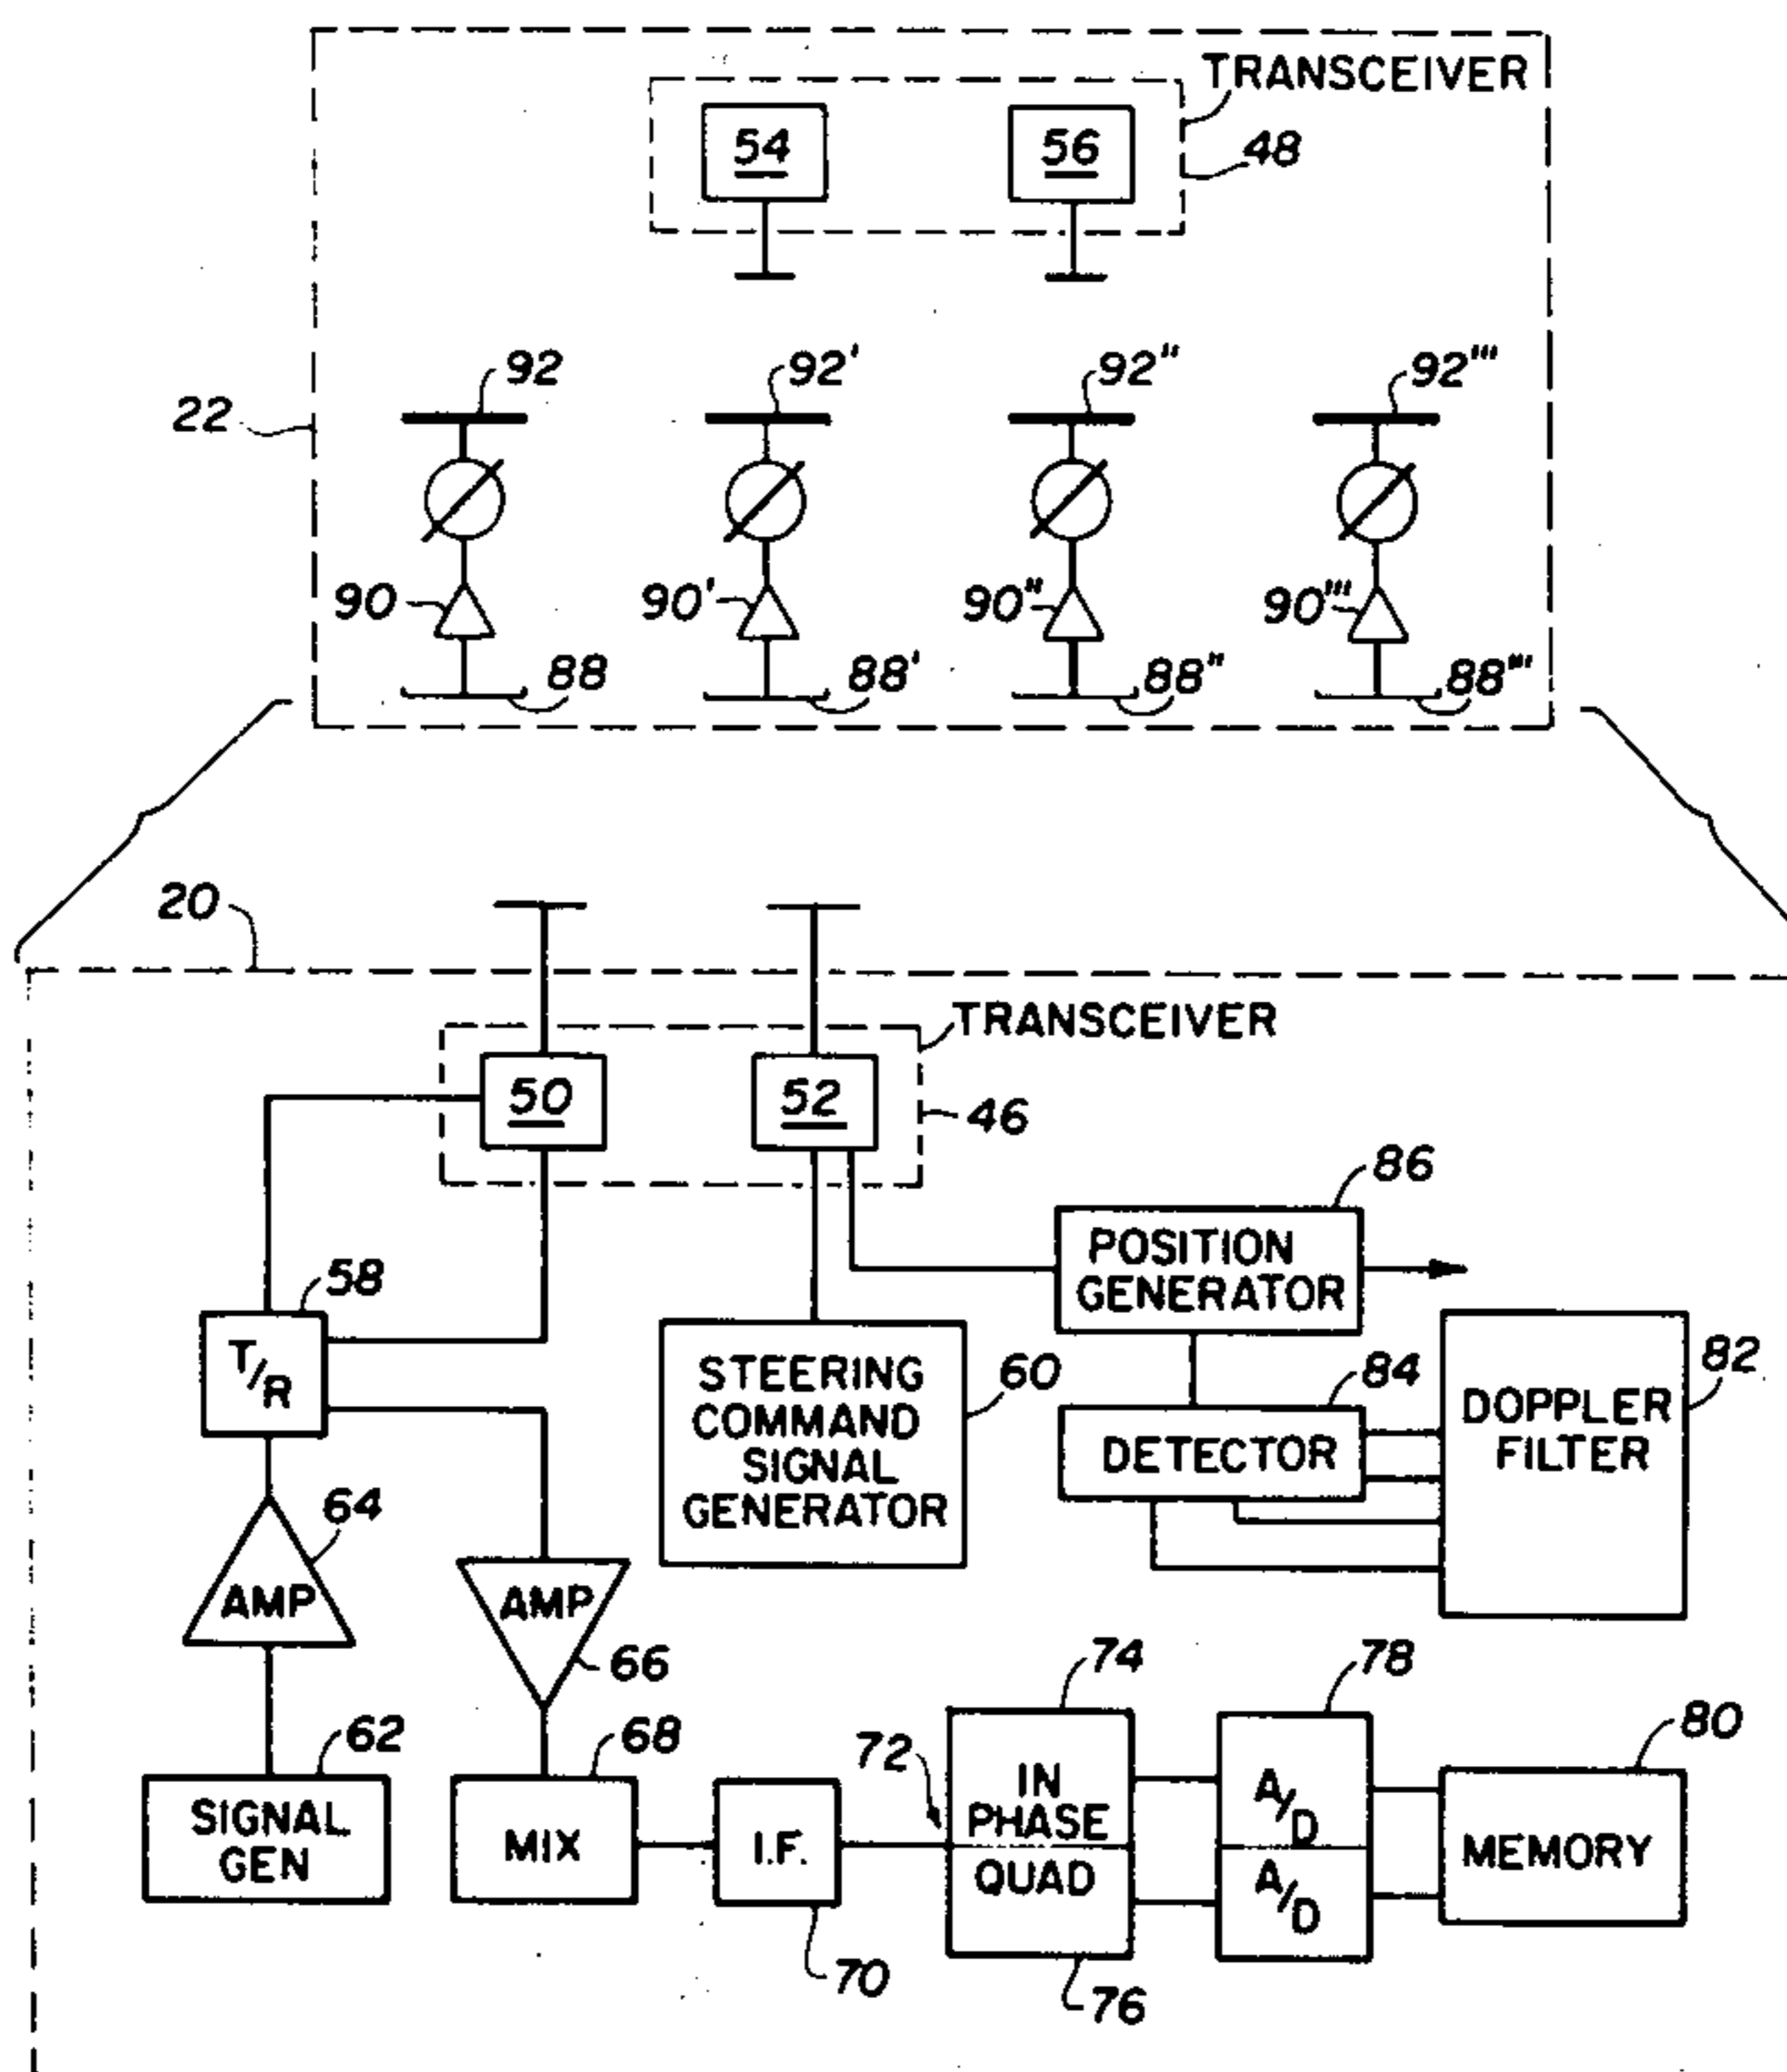 TRANSCEIVER
54
56
48
92
92'
92"
92'''
22
90
90'
90"
90'''
88
88'
88"
88'''
20
TRANSCEIVER
50
52
46
86
POSITION
GENERATOR
58
T/R
STEERING
COMMAND
SIGNAL
GENERATOR
60
84
DETECTOR
82
DOPPLER
FILTER
64
AMP
AMP
66
62
SIGNAL
GEN
68
MIX
I.F.
70
72
74
IN
PHASE
QUAD
76
78
A/D
A/D
80
MEMORY